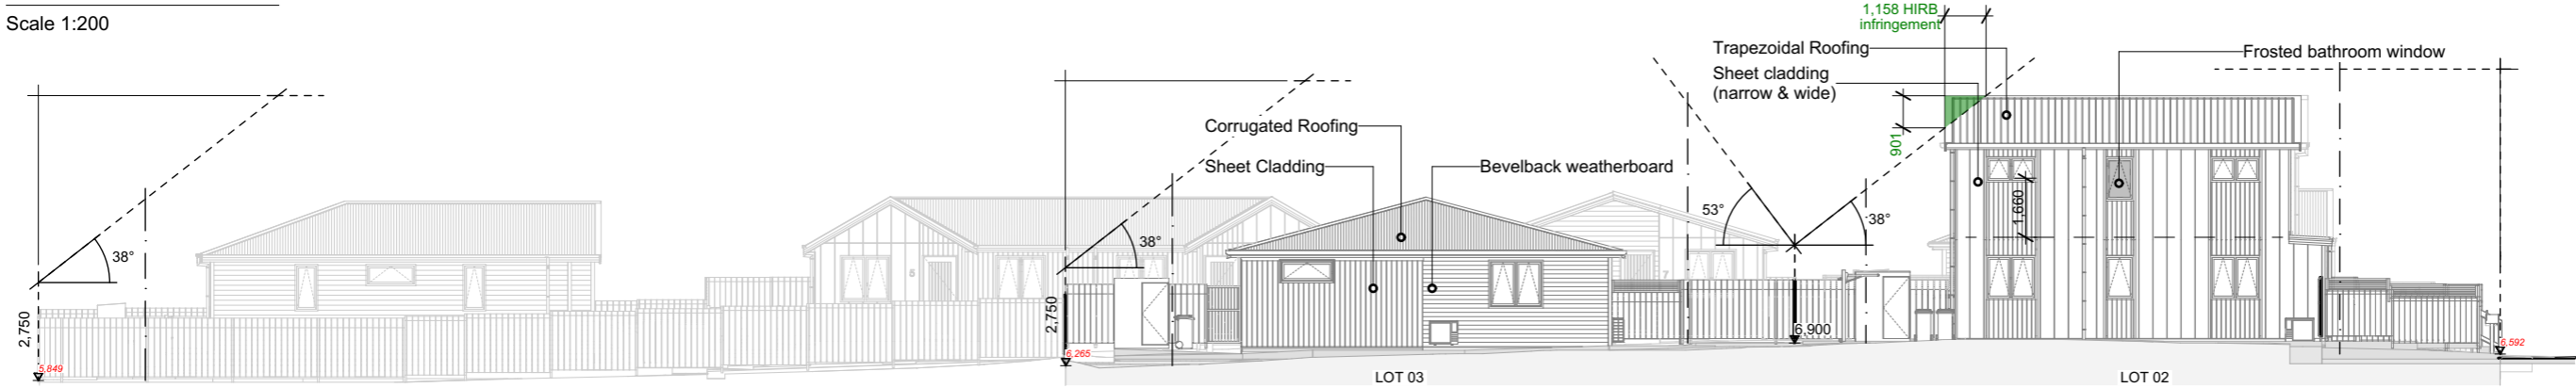 Scale 1:200
1,158 HIRB
infringement
Trapezoidal Roofing
Frosted bathroom window
Sheet cladding
(narrow & wide)
Corrugated Roofing
901
Sheet Cladding
Bevelback weatherboard
53°
38°
1,660
38°
38°
5
7
2,750
2,750
6,900
5,849
6,265
6,592
LOT 03
LOT 02